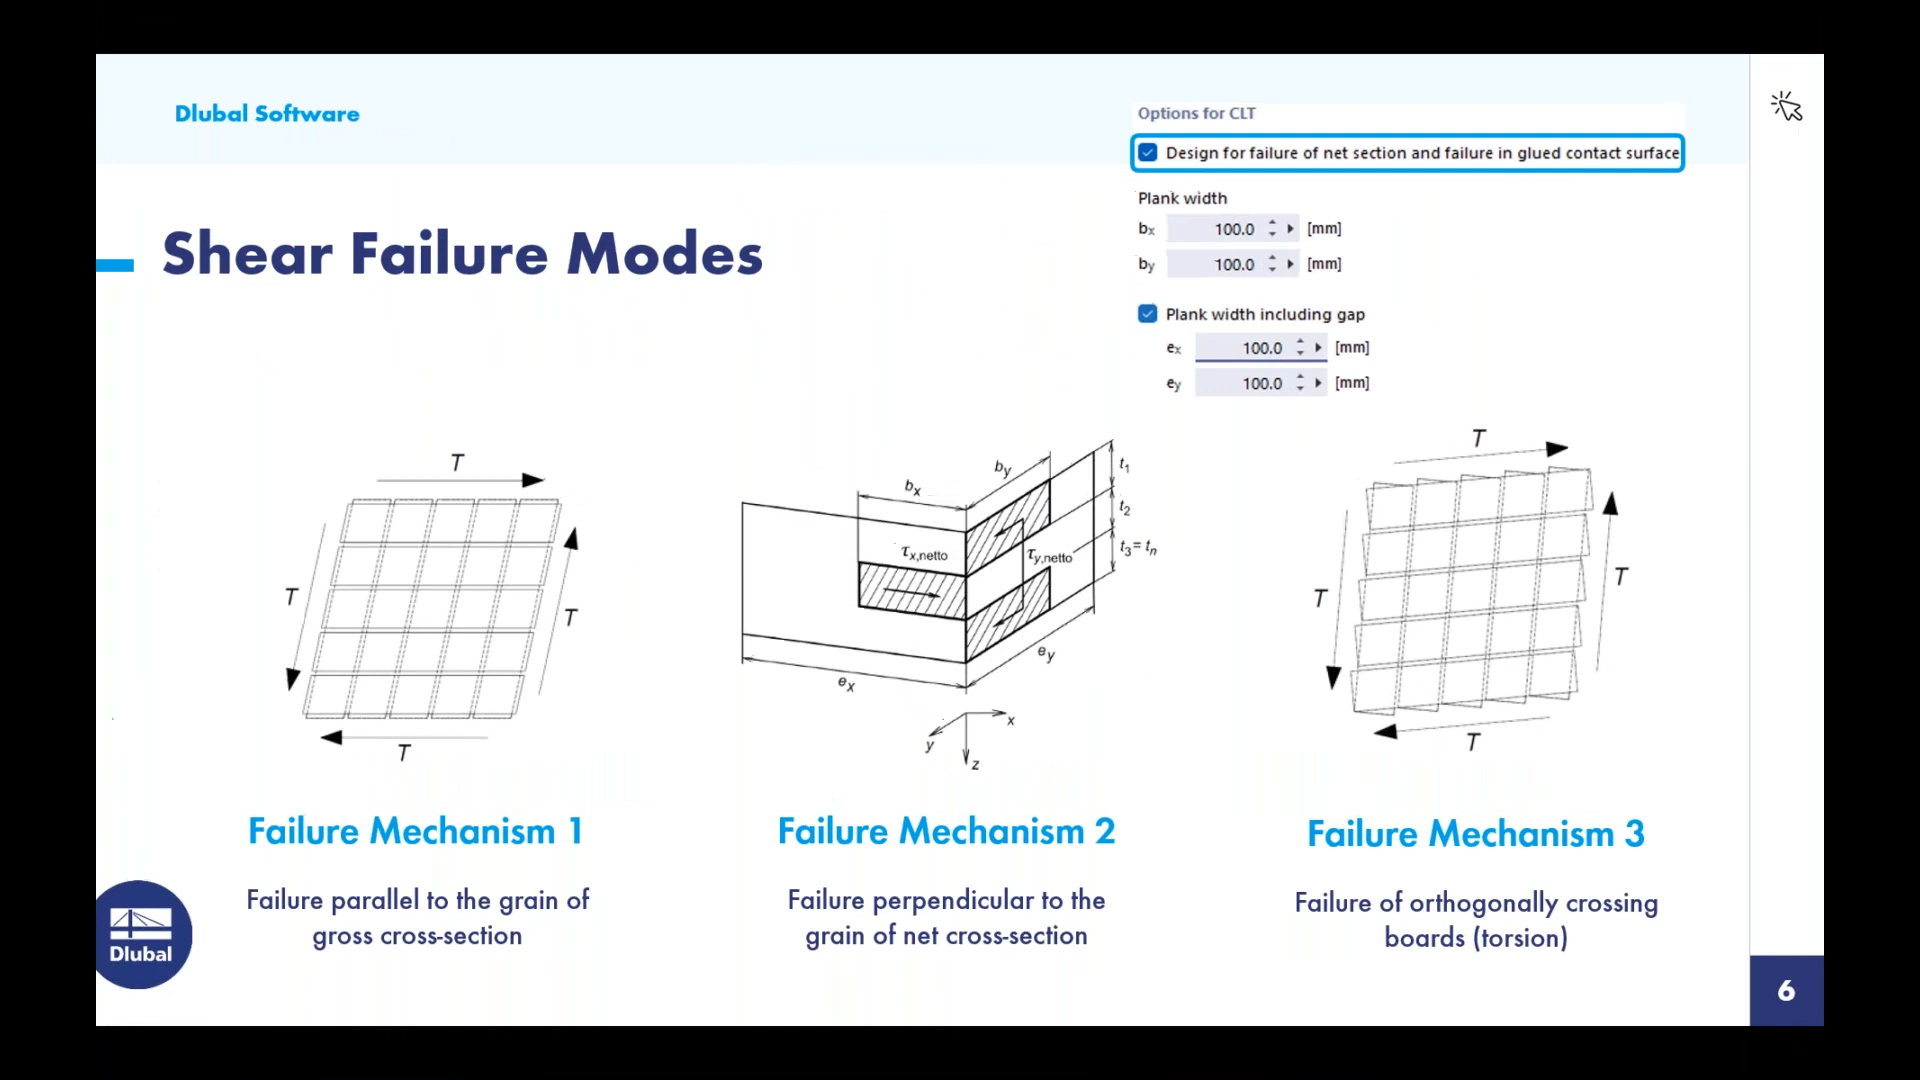 Dlubal Software
Options for CLT
Design for failure of net section and failure in glued contact surface
Plank width
bx 100.0 [mm]
by 100.0 [mm]
Plank width including gap
ex 100.0 [mm]
ey 100.0 [mm]
Shear Failure Modes
T
T
T
T
bx
by
t1
t2
t3 = tn
τx,netto
τy,netto
ex
ey
x
y
z
T
T
T
T
Failure Mechanism 1
Failure parallel to the grain of
gross cross-section
Failure Mechanism 2
Failure perpendicular to the
grain of net cross-section
Failure Mechanism 3
Failure of orthogonally crossing
boards (torsion)
Dlubal
6